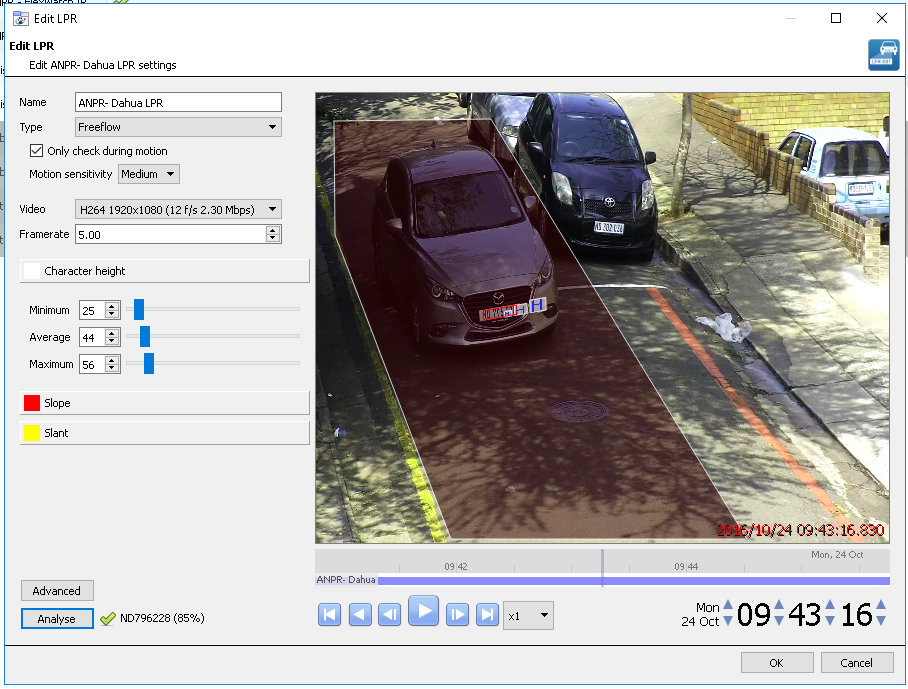 Edit LPR
Edit LPR
Edit ANPR- Dahua LPR settings
Name ANPR- Dahua LPR
Type Freeflow
Only check during motion
Motion sensitivity Medium
Video H264 1920x1080 (12 f/s 2.30 Mbps)
Framerate 5.00
Character height
Minimum 25
Average 44
Maximum 56
Slope
Slant
H H
2016/10/24 09:43:16.830
Mon, 24 Oct
09:42 09:44
ANPR- Dahua
Advanced
Analyse ND796228 (85%)
x1
Mon
24 Oct
09 43 16
OK Cancel